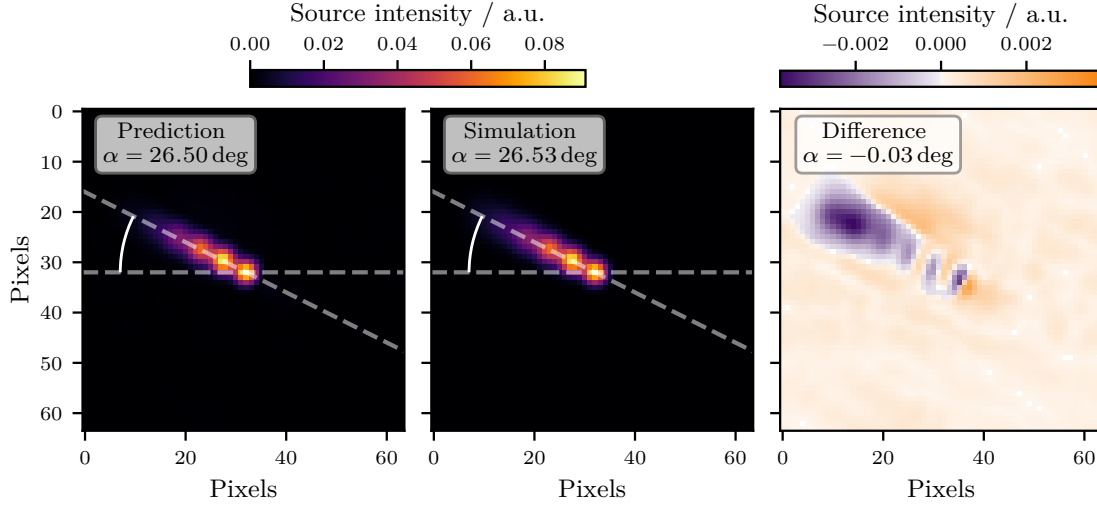 Source intensity / a.u.
0.00 0.02 0.04 0.06 0.08
Source intensity / a.u.
−0.002 0.000 0.002
Prediction
α = 26.50 deg
Simulation
α = 26.53 deg
Difference
α = −0.03 deg
Pixels
0
10
20
30
40
50
60
0 20 40 60
Pixels
0 20 40 60
Pixels
0 20 40 60
Pixels